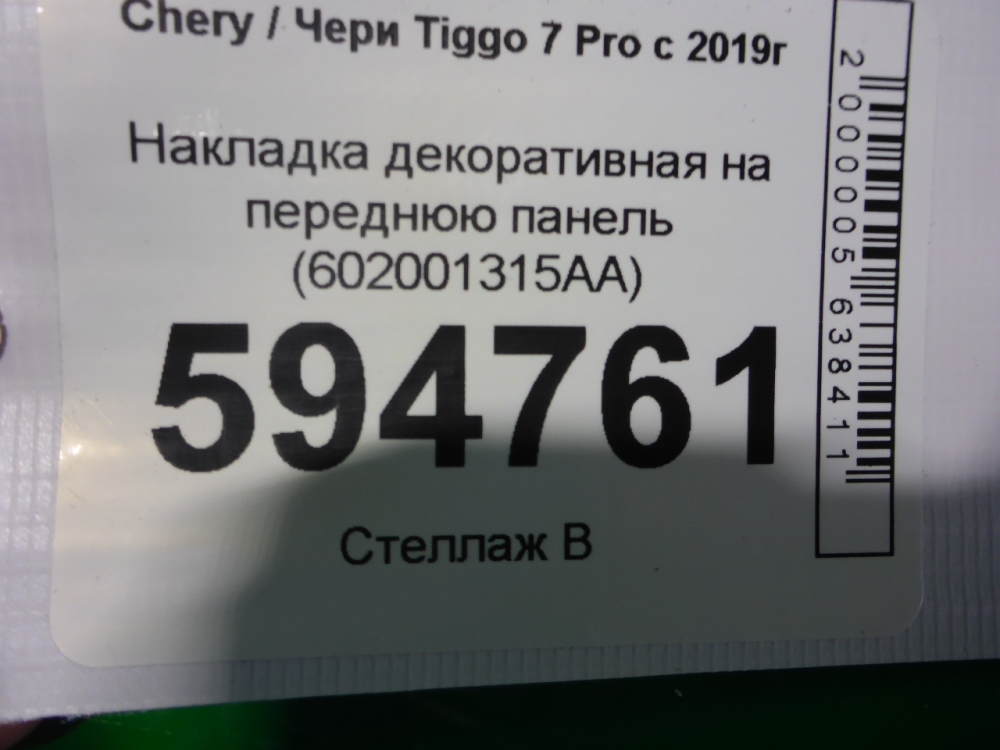 Chery / Чери Tiggo 7 Pro с 2019г
Накладка декоративная на
переднюю панель
(602001315AA)
594761
Стеллаж В
2000005638411